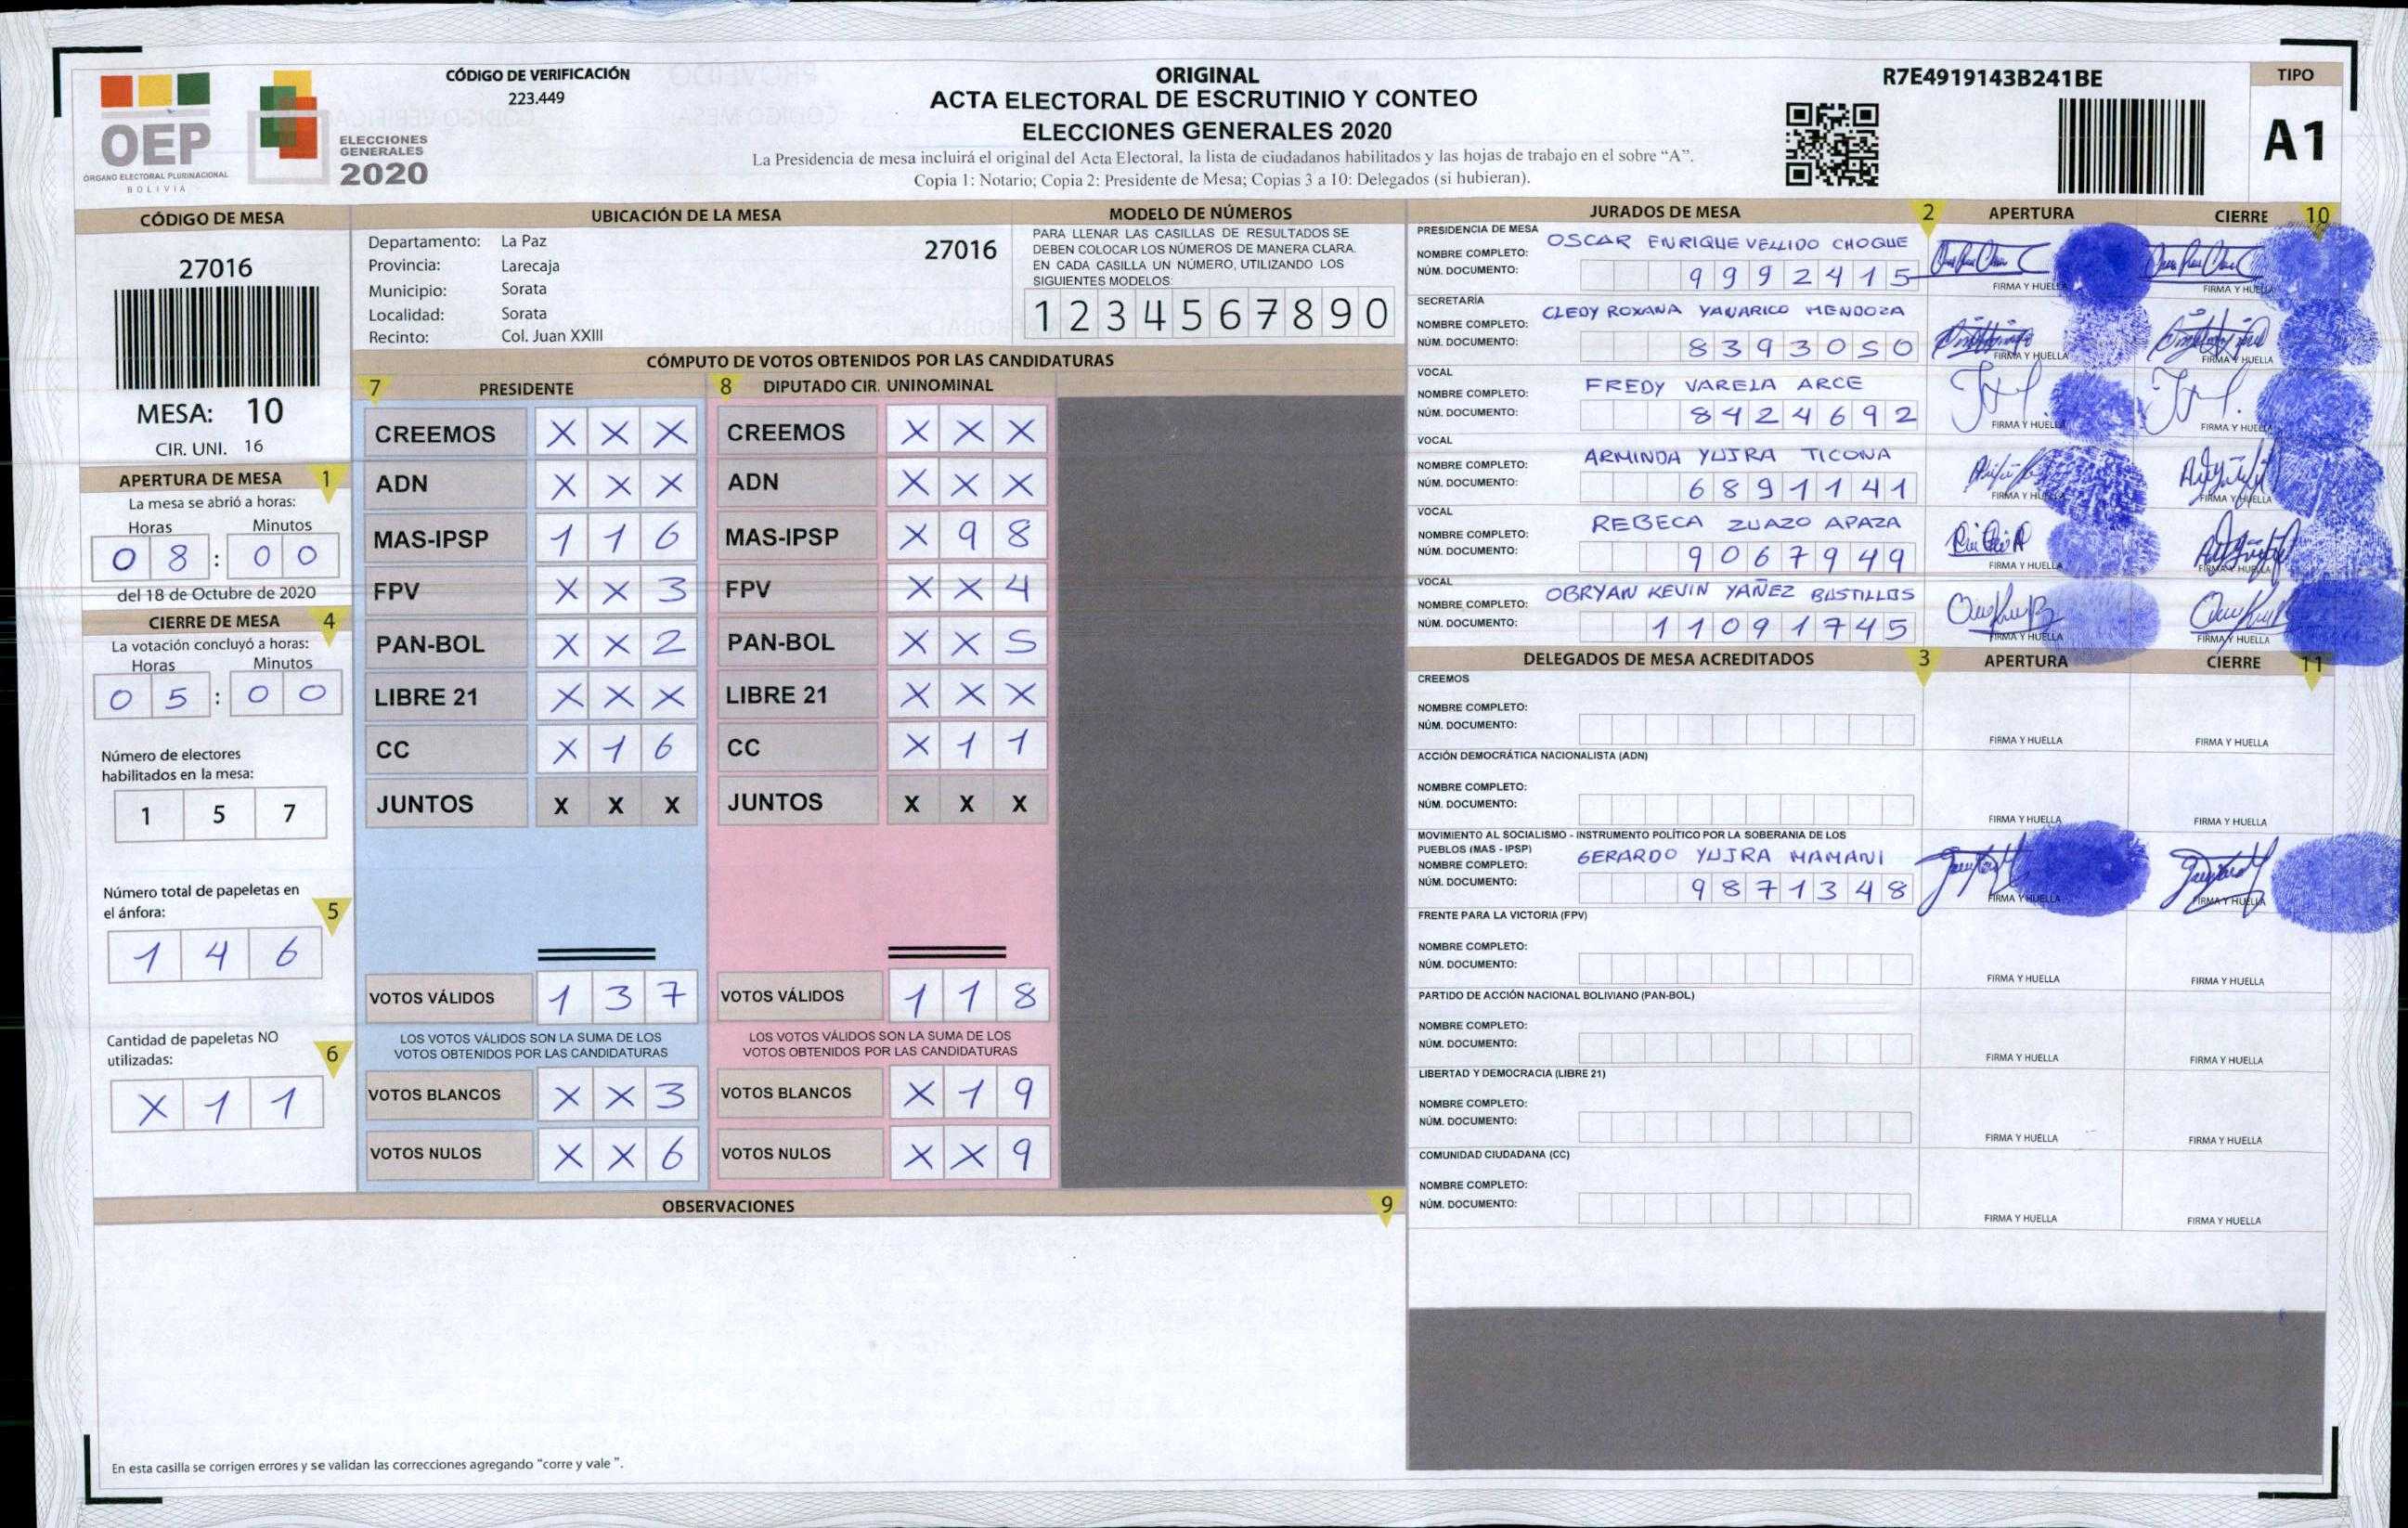 CÓDIGO DE VERIFICACIÓN
223.449
OEP
ÓRGANO ELECTORAL PLURINACIONAL
BOLIVIA
ELECCIONES
GENERALES
2020
ORIGINAL
ACTA ELECTORAL DE ESCRUTINIO Y CONTEO
ELECCIONES GENERALES 2020
La Presidencia de mesa incluirá el original del Acta Electoral, la lista de ciudadanos habilitados y las hojas de trabajo en el sobre “A”.
Copia 1: Notario; Copia 2: Presidente de Mesa; Copias 3 a 10: Delegados (si hubieran).
R7E4919143B241BE
TIPO
A1
CÓDIGO DE MESA
27016
MESA: 10
CIR. UNI. 16
APERTURA DE MESA 1
La mesa se abrió a horas:
Horas Minutos
08 : 00
del 18 de Octubre de 2020
CIERRE DE MESA 4
La votación concluyó a horas:
Horas Minutos
05 : 00
Número de electores
habilitados en la mesa:
1 5 7
Número total de papeletas en
el ánfora: 5
1 4 6
Cantidad de papeletas NO
utilizadas: 6
X 1 1
UBICACIÓN DE LA MESA
Departamento: La Paz 27016
Provincia: Larecaja
Municipio: Sorata
Localidad: Sorata
Recinto: Col. Juan XXIII
MODELO DE NÚMEROS
PARA LLENAR LAS CASILLAS DE RESULTADOS SE
DEBEN COLOCAR LOS NÚMEROS DE MANERA CLARA.
EN CADA CASILLA UN NÚMERO, UTILIZANDO LOS
SIGUIENTES MODELOS:
1 2 3 4 5 6 7 8 9 0
CÓMPUTO DE VOTOS OBTENIDOS POR LAS CANDIDATURAS
7 PRESIDENTE
CREEMOS X X X
ADN X X X
MAS-IPSP 1 1 6
FPV X X 3
PAN-BOL X X 2
LIBRE 21 X X X
CC X 1 6
JUNTOS X X X
VOTOS VÁLIDOS 1 3 7
LOS VOTOS VÁLIDOS SON LA SUMA DE LOS
VOTOS OBTENIDOS POR LAS CANDIDATURAS
VOTOS BLANCOS X X 3
VOTOS NULOS X X 6
8 DIPUTADO CIR. UNINOMINAL
CREEMOS X X X
ADN X X X
MAS-IPSP X 9 8
FPV X X 4
PAN-BOL X X 5
LIBRE 21 X X X
CC X 1 1
JUNTOS X X X
VOTOS VÁLIDOS 1 1 8
LOS VOTOS VÁLIDOS SON LA SUMA DE LOS
VOTOS OBTENIDOS POR LAS CANDIDATURAS
VOTOS BLANCOS X 1 9
VOTOS NULOS X X 9
OBSERVACIONES 9
En esta casilla se corrigen errores y se validan las correcciones agregando “corre y vale ”.
JURADOS DE MESA 2 APERTURA CIERRE 10
PRESIDENCIA DE MESA
NOMBRE COMPLETO: OSCAR ENRIQUE VELLIDO CHOQUE
NÚM. DOCUMENTO: 9992415
FIRMA Y HUELLA FIRMA Y HUELLA
SECRETARÍA
NOMBRE COMPLETO: CLEDY ROXANA YANARICO MENDOZA
NÚM. DOCUMENTO: 8393050
FIRMA Y HUELLA FIRMA Y HUELLA
VOCAL
NOMBRE COMPLETO: FREDY VARELA ARCE
NÚM. DOCUMENTO: 8424692
FIRMA Y HUELLA FIRMA Y HUELLA
VOCAL
NOMBRE COMPLETO: ARMINDA YUJRA TICONA
NÚM. DOCUMENTO: 6891141
FIRMA Y HUELLA FIRMA Y HUELLA
VOCAL
NOMBRE COMPLETO: REBECA ZUAZO APAZA
NÚM. DOCUMENTO: 9067949
FIRMA Y HUELLA FIRMA Y HUELLA
VOCAL
NOMBRE COMPLETO: OBRYAN KEVIN YAÑEZ BUSTILLOS
NÚM. DOCUMENTO: 11091745
FIRMA Y HUELLA FIRMA Y HUELLA
DELEGADOS DE MESA ACREDITADOS 3 APERTURA CIERRE 11
CREEMOS
NOMBRE COMPLETO:
NÚM. DOCUMENTO:
FIRMA Y HUELLA FIRMA Y HUELLA
ACCIÓN DEMOCRÁTICA NACIONALISTA (ADN)
NOMBRE COMPLETO:
NÚM. DOCUMENTO:
FIRMA Y HUELLA FIRMA Y HUELLA
MOVIMIENTO AL SOCIALISMO - INSTRUMENTO POLÍTICO POR LA SOBERANIA DE LOS
PUEBLOS (MAS - IPSP)
NOMBRE COMPLETO: GERARDO YUJRA MAMANI
NÚM. DOCUMENTO: 9871348
FIRMA Y HUELLA FIRMA Y HUELLA
FRENTE PARA LA VICTORIA (FPV)
NOMBRE COMPLETO:
NÚM. DOCUMENTO:
FIRMA Y HUELLA FIRMA Y HUELLA
PARTIDO DE ACCIÓN NACIONAL BOLIVIANO (PAN-BOL)
NOMBRE COMPLETO:
NÚM. DOCUMENTO:
FIRMA Y HUELLA FIRMA Y HUELLA
LIBERTAD Y DEMOCRACIA (LIBRE 21)
NOMBRE COMPLETO:
NÚM. DOCUMENTO:
FIRMA Y HUELLA FIRMA Y HUELLA
COMUNIDAD CIUDADANA (CC)
NOMBRE COMPLETO:
NÚM. DOCUMENTO:
FIRMA Y HUELLA FIRMA Y HUELLA